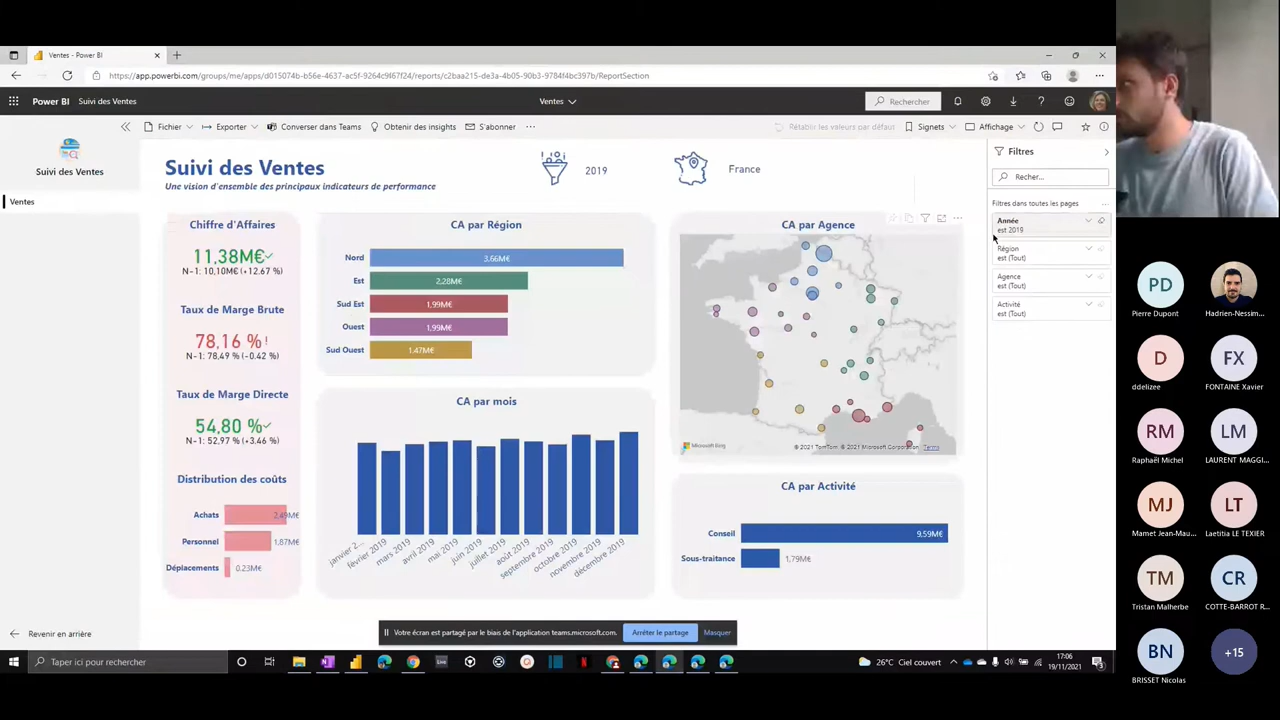 Ventes - Power BI
https://app.powerbi.com/groups/me/apps/d015074b-b56e-4637-ac5f-9264c9f67f24/reports/c2baa215-de3a-4b05-90b3-9784f4bc397b/ReportSection
Power BI Suivi des Ventes
Ventes
Rechercher
Fichier
Exporter
Converser dans Teams
Obtenir des insights
S'abonner
Rétablir les valeurs par défaut
Signets
Affichage
Suivi des Ventes
Ventes
Revenir en arrière
Suivi des Ventes
Une vision d'ensemble des principaux indicateurs de performance
2019
France
Chiffre d'Affaires
11,38M€
N-1: 10,10M€ (+12.67 %)
Taux de Marge Brute
78,16 % !
N-1: 78,49 % (-0.42 %)
Taux de Marge Directe
54,80 %
N-1: 52,97 % (+3.46 %)
Distribution des coûts
Achats 2,49M€
Personnel 1.87M€
Déplacements 0.23M€
CA par Région
Nord 3,66M€
Est 2,28M€
Sud Est 1,99M€
Ouest 1,99M€
Sud Ouest 1.47M€
CA par mois
janvier 2...
février 2019
mars 2019
avril 2019
mai 2019
juin 2019
juillet 2019
août 2019
septembre 2019
octobre 2019
novembre 2019
décembre 2019
CA par Agence
Microsoft Bing
© 2021 TomTom © 2021 Microsoft Corporation Terms
CA par Activité
Conseil 9,59M€
Sous-traitance 1,79M€
Filtres
Recher...
Filtres dans toutes les pages
Année
est 2019
Région
est (Tout)
Agence
est (Tout)
Activité
est (Tout)
Votre écran est partagé par le biais de l'application teams.microsoft.com.
Arrêter le partage
Masquer
Taper ici pour rechercher
26°C Ciel couvert
17:06
19/11/2021
PD
Pierre Dupont
Hadrien-Nessim...
D
ddelizee
FX
FONTAINE Xavier
RM
Raphaël Michel
LM
LAURENT MAGGI...
MJ
Mamet Jean-Mau...
LT
Laetitia LE TEXIER
TM
Tristan Malherbe
CR
COTTE-BARROT R...
BN
BRISSET Nicolas
+15